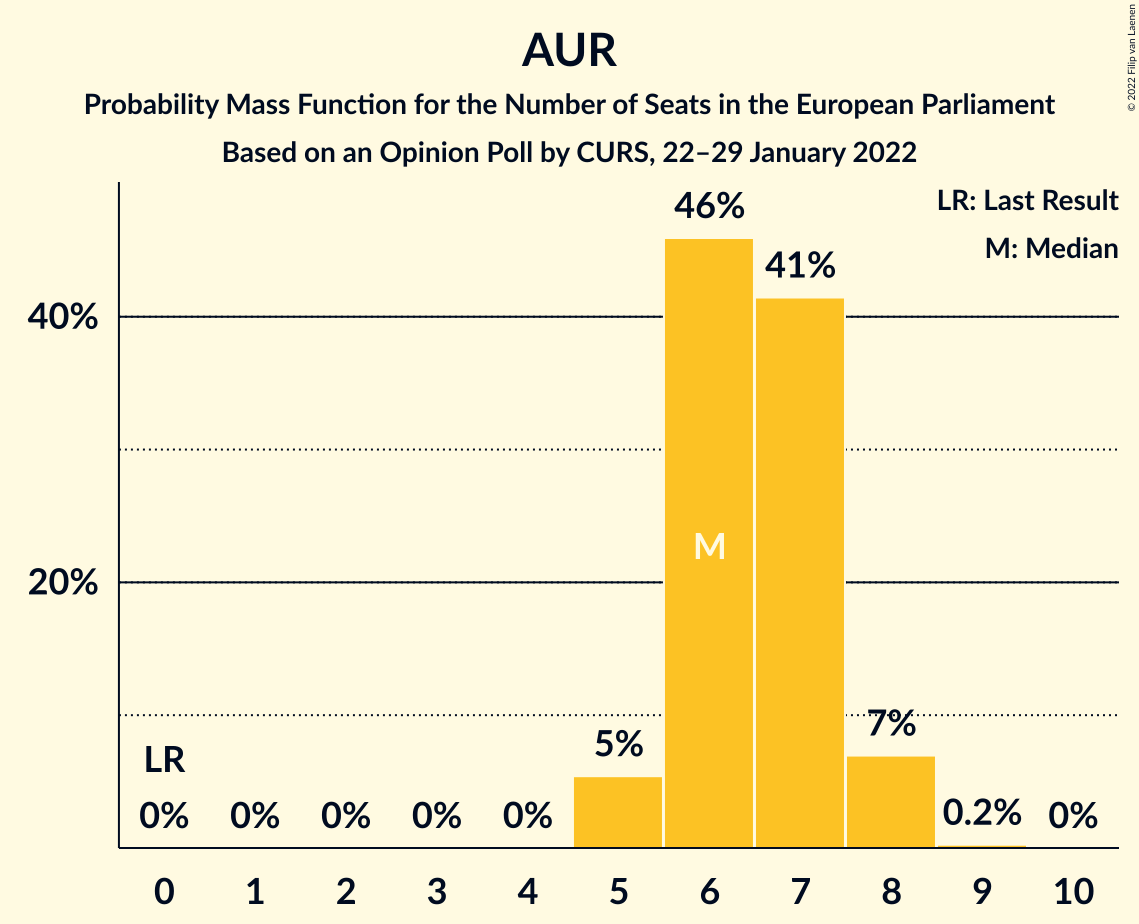 AUR
Probability Mass Function for the Number of Seats in the European Parliament
Based on an Opinion Poll by CURS, 22–29 January 2022
© 2022 Filip van Laenen
LR: Last Result
M: Median
46%
41%
40%
M
20%
7%
5%
LR
0% 0% 0% 0% 0% 0.2% 0%
0 1 2 3 4 5 6 7 8 9 10